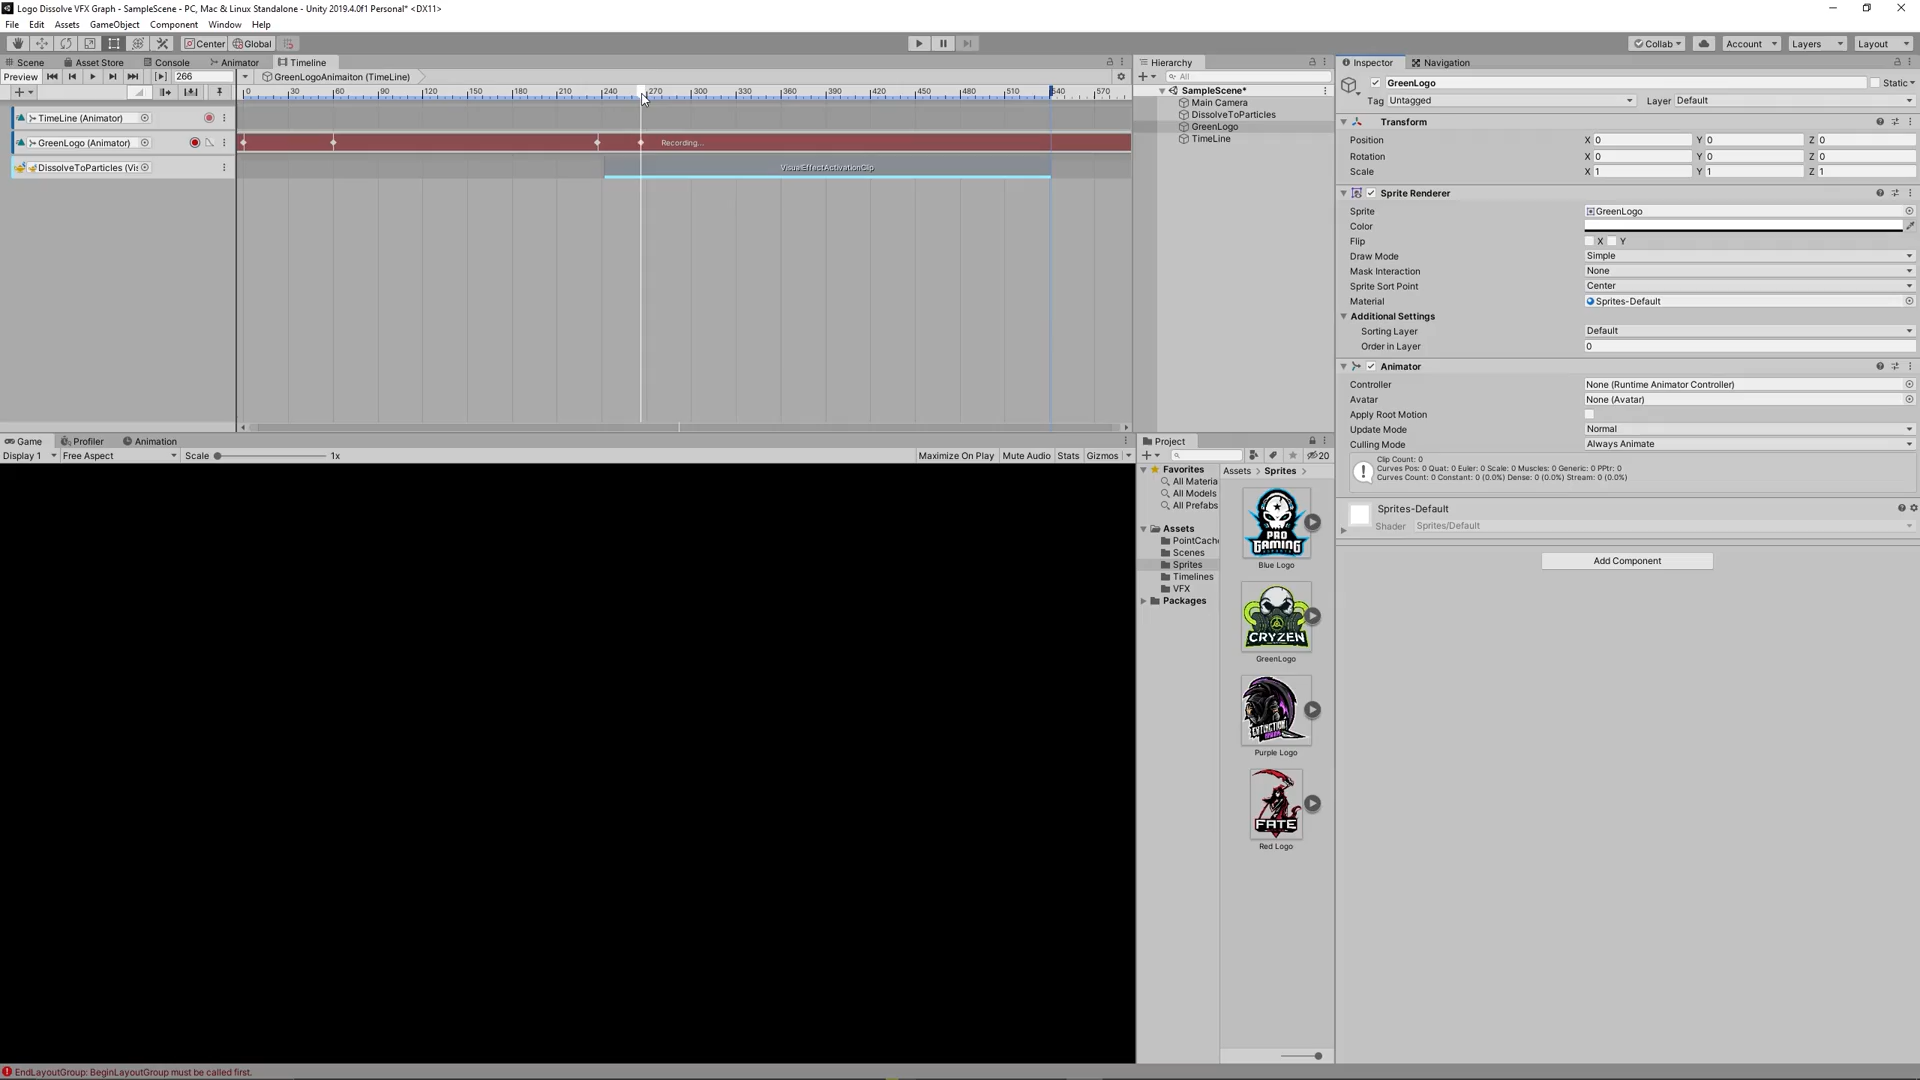 Logo Dissolve VFX Graph - SampleScene - PC, Mac & Linux Standalone - Unity 2019.4.0f1 Personal* <DX11>
File Edit Assets GameObject Component Window Help
Center Global Collab Account Layers Layout
Scene Asset Store Console Animator Timeline
Preview 266 GreenLogoAnimaiton (TimeLine)
0 30 60 90 120 150 180 210 240 270 300 330 360 390 420 450 480 510 540 570
TimeLine (Animator)
GreenLogo (Animator) Recording...
DissolveToParticles (Vis VisualEffectActivationClip
Hierarchy
All
SampleScene*
Main Camera
DissolveToParticles
GreenLogo
TimeLine
Inspector Navigation
GreenLogo Static
Tag Untagged Layer Default
Transform
Position X 0 Y 0 Z 0
Rotation X 0 Y 0 Z 0
Scale X 1 Y 1 Z 1
Sprite Renderer
Sprite GreenLogo
Color
Flip X Y
Draw Mode Simple
Mask Interaction None
Sprite Sort Point Center
Material Sprites-Default
Additional Settings
Sorting Layer Default
Order in Layer 0
Animator
Controller None (Runtime Animator Controller)
Avatar None (Avatar)
Apply Root Motion
Update Mode Normal
Culling Mode Always Animate
Clip Count: 0
Curves Pos: 0 Quat: 0 Euler: 0 Scale: 0 Muscles: 0 Generic: 0 PPtr: 0
Curves Count: 0 Constant: 0 (0.0%) Dense: 0 (0.0%) Stream: 0 (0.0%)
Sprites-Default
Shader Sprites/Default
Add Component
Game Profiler Animation
Display 1 Free Aspect Scale 1x Maximize On Play Mute Audio Stats Gizmos
Project
20
Favorites
All Materia
All Models
All Prefabs
Assets
PointCach
Scenes
Sprites
Timelines
VFX
Packages
Assets > Sprites >
PRO
GAMING
Blue Logo
CRYZEN
GreenLogo
Purple Logo
FATE
Red Logo
EndLayoutGroup: BeginLayoutGroup must be called first.